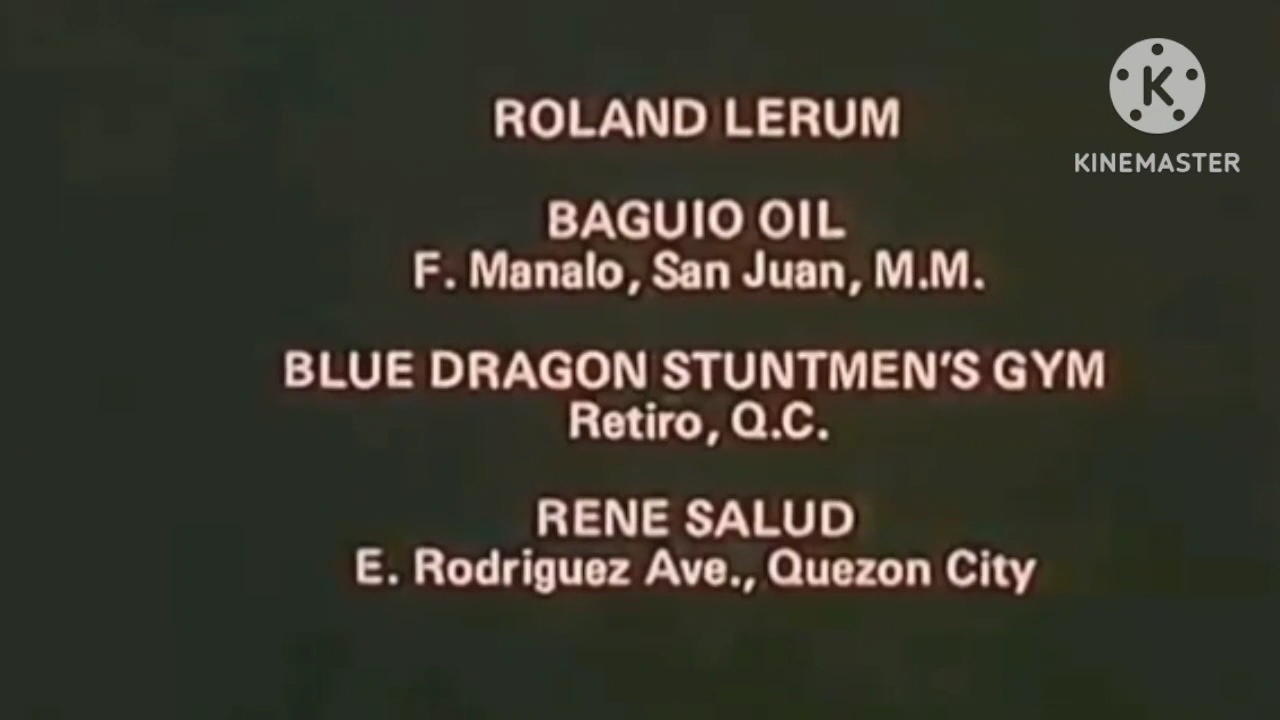 ROLAND LERUM
K
KINEMASTER
BAGUIO OIL
F. Manalo, San Juan, M.M.
BLUE DRAGON STUNTMEN'S GYM
Retiro, Q.C.
RENE SALUD
E. Rodriguez Ave., Quezon City